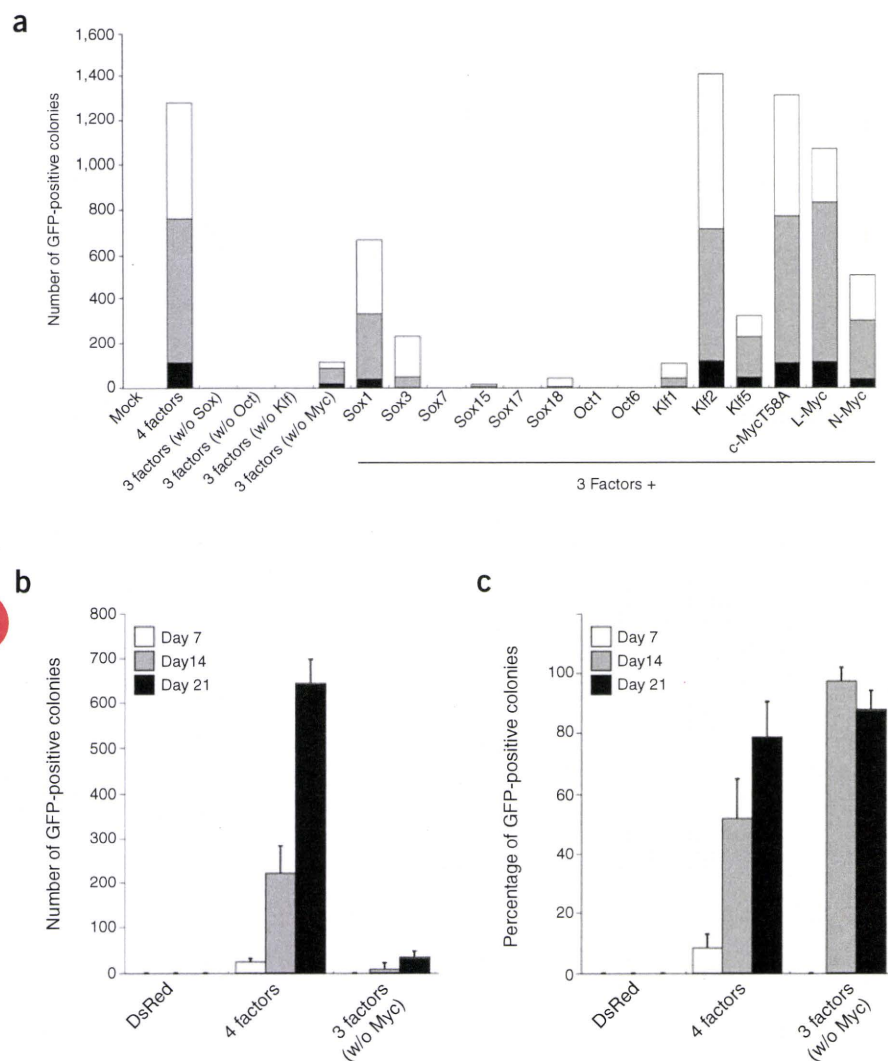 a
Number of GFP-positive colonies
1,600
1,400
1,200
1,000
800
600
400
200
0
Mock
4 factors
3 factors (w/o Sox)
3 factors (w/o Oct)
3 factors (w/o Klf)
3 factors (w/o Myc)
Sox1
Sox3
Sox7
Sox15
Sox17
Sox18
Oct1
Oct6
Klf1
Klf2
Klf5
c-MycT58A
L-Myc
N-Myc
3 Factors +
b
Number of GFP-positive colonies
800
700
600
500
400
300
200
100
0
Day 7
Day14
Day 21
DsRed
4 factors
3 factors
(w/o Myc)
c
Percentage of GFP-positive colonies
100
80
60
40
20
0
Day 7
Day14
Day 21
DsRed
4 factors
3 factors
(w/o Myc)